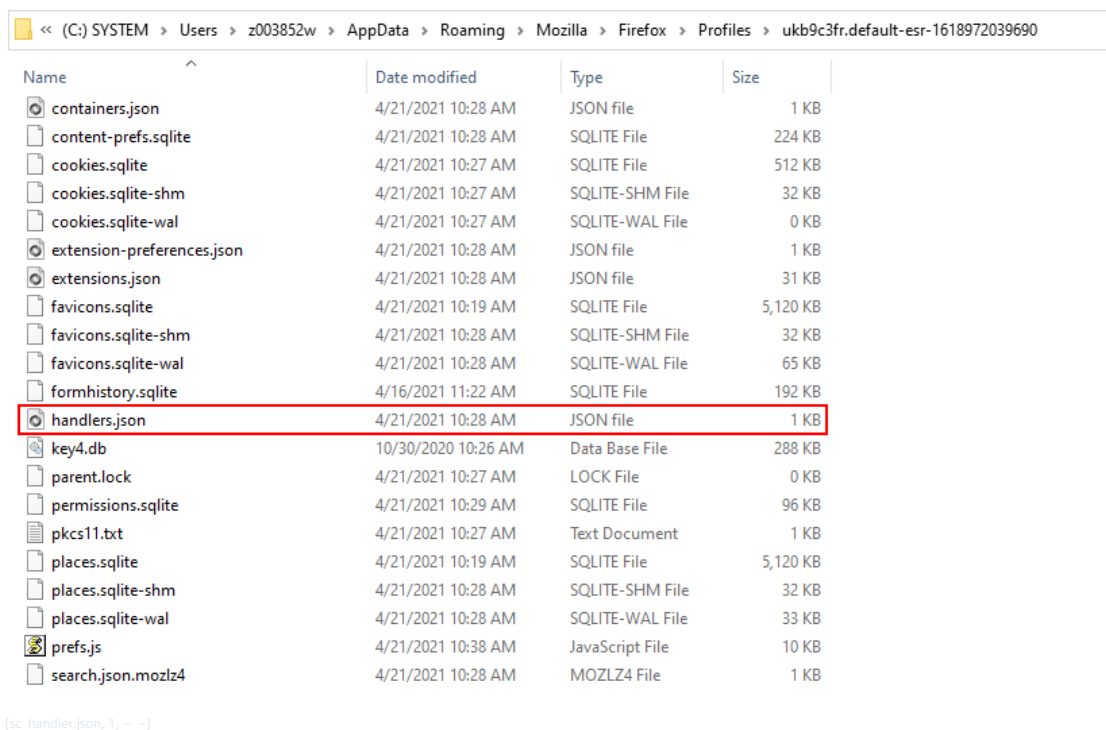 « (C:) SYSTEM > Users > z003852w > AppData > Roaming > Mozilla > Firefox > Profiles > ukb9c3fr.default-esr-1618972039690
Name Date modified Type Size
containers.json 4/21/2021 10:28 AM JSON file 1 KB
content-prefs.sqlite 4/21/2021 10:28 AM SQLITE File 224 KB
cookies.sqlite 4/21/2021 10:27 AM SQLITE File 512 KB
cookies.sqlite-shm 4/21/2021 10:27 AM SQLITE-SHM File 32 KB
cookies.sqlite-wal 4/21/2021 10:27 AM SQLITE-WAL File 0 KB
extension-preferences.json 4/21/2021 10:28 AM JSON file 1 KB
extensions.json 4/21/2021 10:28 AM JSON file 31 KB
favicons.sqlite 4/21/2021 10:19 AM SQLITE File 5,120 KB
favicons.sqlite-shm 4/21/2021 10:28 AM SQLITE-SHM File 32 KB
favicons.sqlite-wal 4/21/2021 10:28 AM SQLITE-WAL File 65 KB
formhistory.sqlite 4/16/2021 11:22 AM SQLITE File 192 KB
handlers.json 4/21/2021 10:28 AM JSON file 1 KB
key4.db 10/30/2020 10:26 AM Data Base File 288 KB
parent.lock 4/21/2021 10:27 AM LOCK File 0 KB
permissions.sqlite 4/21/2021 10:29 AM SQLITE File 96 KB
pkcs11.txt 4/21/2021 10:27 AM Text Document 1 KB
places.sqlite 4/21/2021 10:19 AM SQLITE File 5,120 KB
places.sqlite-shm 4/21/2021 10:28 AM SQLITE-SHM File 32 KB
places.sqlite-wal 4/21/2021 10:28 AM SQLITE-WAL File 33 KB
prefs.js 4/21/2021 10:38 AM JavaScript File 10 KB
search.json.mozlz4 4/21/2021 10:28 AM MOZLZ4 File 1 KB
[sc_handler.json, 1, -- --]